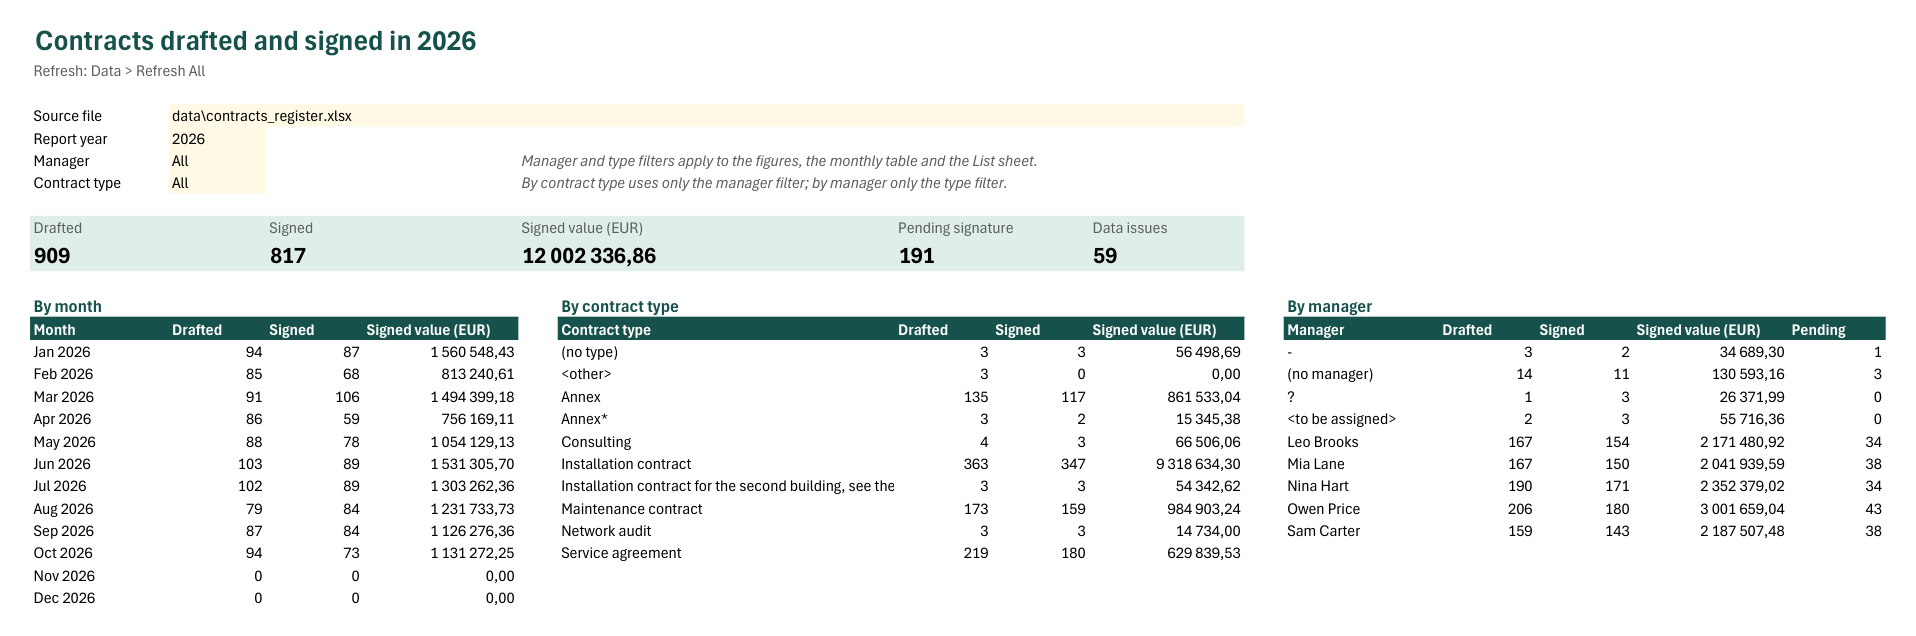 Contracts drafted and signed in 2026
Refresh: Data > Refresh All
Source file data\contracts_register.xlsx
Report year 2026
Manager All Manager and type filters apply to the figures, the monthly table and the List sheet.
Contract type All By contract type uses only the manager filter; by manager only the type filter.
Drafted Signed Signed value (EUR) Pending signature Data issues
909 817 12 002 336,86 191 59
By month
Month Drafted Signed Signed value (EUR)
Jan 2026 94 87 1 560 548,43
Feb 2026 85 68 813 240,61
Mar 2026 91 106 1 494 399,18
Apr 2026 86 59 756 169,11
May 2026 88 78 1 054 129,13
Jun 2026 103 89 1 531 305,70
Jul 2026 102 89 1 303 262,36
Aug 2026 79 84 1 231 733,73
Sep 2026 87 84 1 126 276,36
Oct 2026 94 73 1 131 272,25
Nov 2026 0 0 0,00
Dec 2026 0 0 0,00
By contract type
Contract type Drafted Signed Signed value (EUR)
(no type) 3 3 56 498,69
<other> 3 0 0,00
Annex 135 117 861 533,04
Annex* 3 2 15 345,38
Consulting 4 3 66 506,06
Installation contract 363 347 9 318 634,30
Installation contract for the second building, see the 3 3 54 342,62
Maintenance contract 173 159 984 903,24
Network audit 3 3 14 734,00
Service agreement 219 180 629 839,53
By manager
Manager Drafted Signed Signed value (EUR) Pending
- 3 2 34 689,30 1
(no manager) 14 11 130 593,16 3
? 1 3 26 371,99 0
<to be assigned> 2 3 55 716,36 0
Leo Brooks 167 154 2 171 480,92 34
Mia Lane 167 150 2 041 939,59 38
Nina Hart 190 171 2 352 379,02 34
Owen Price 206 180 3 001 659,04 43
Sam Carter 159 143 2 187 507,48 38